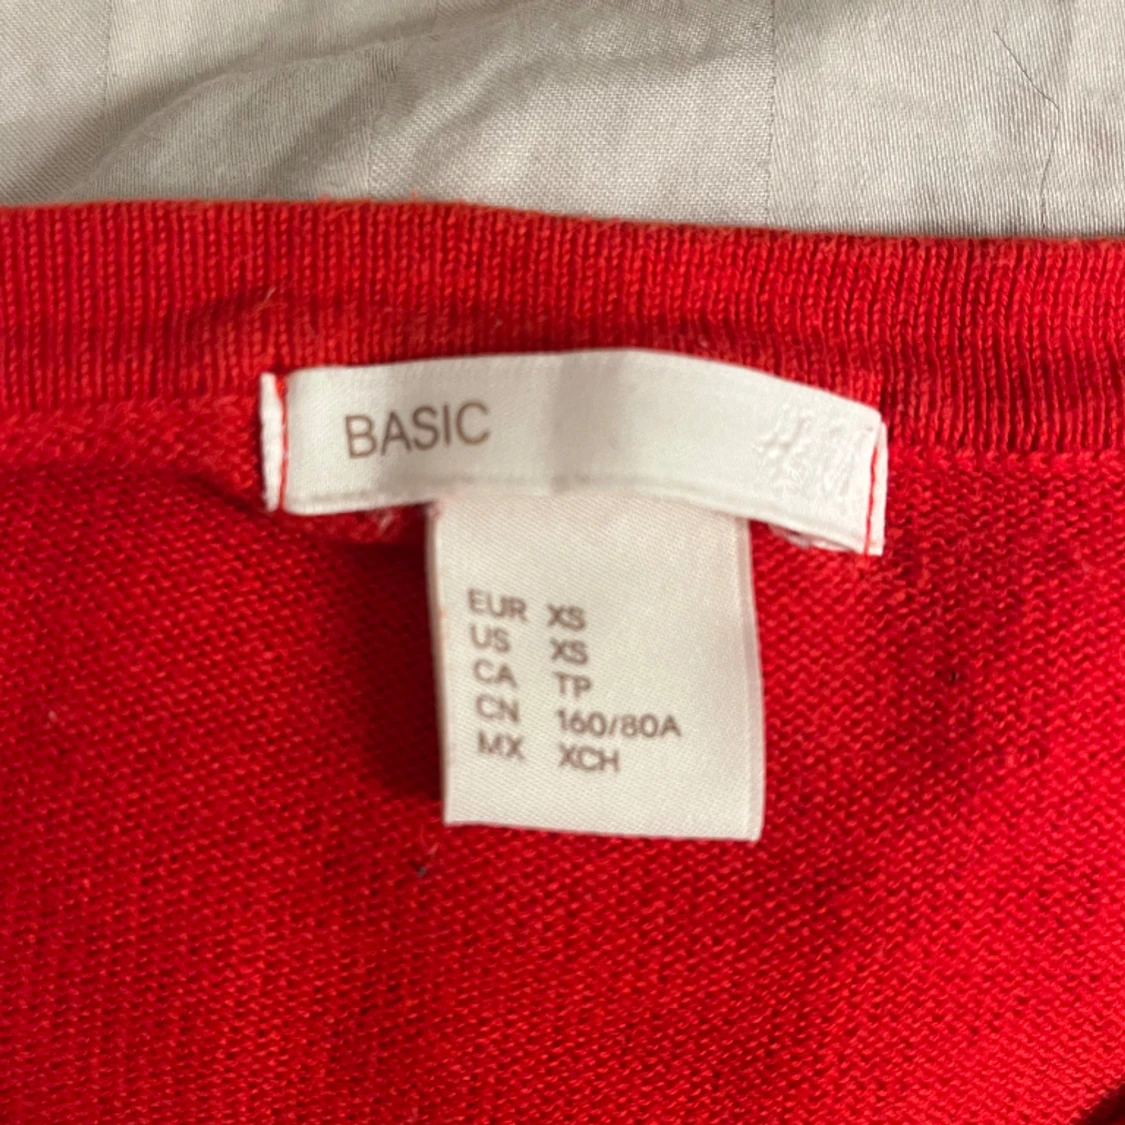 BASIC
EUR XS
US XS
CA TP
CN 160/80A
MX XCH